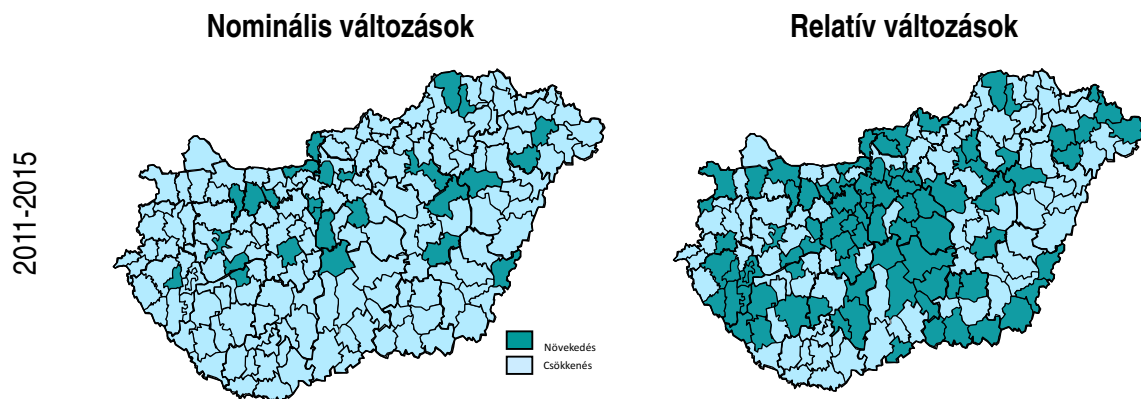 Nominális változások
Relatív változások
2011-2015
Növekedés
Csökkenés